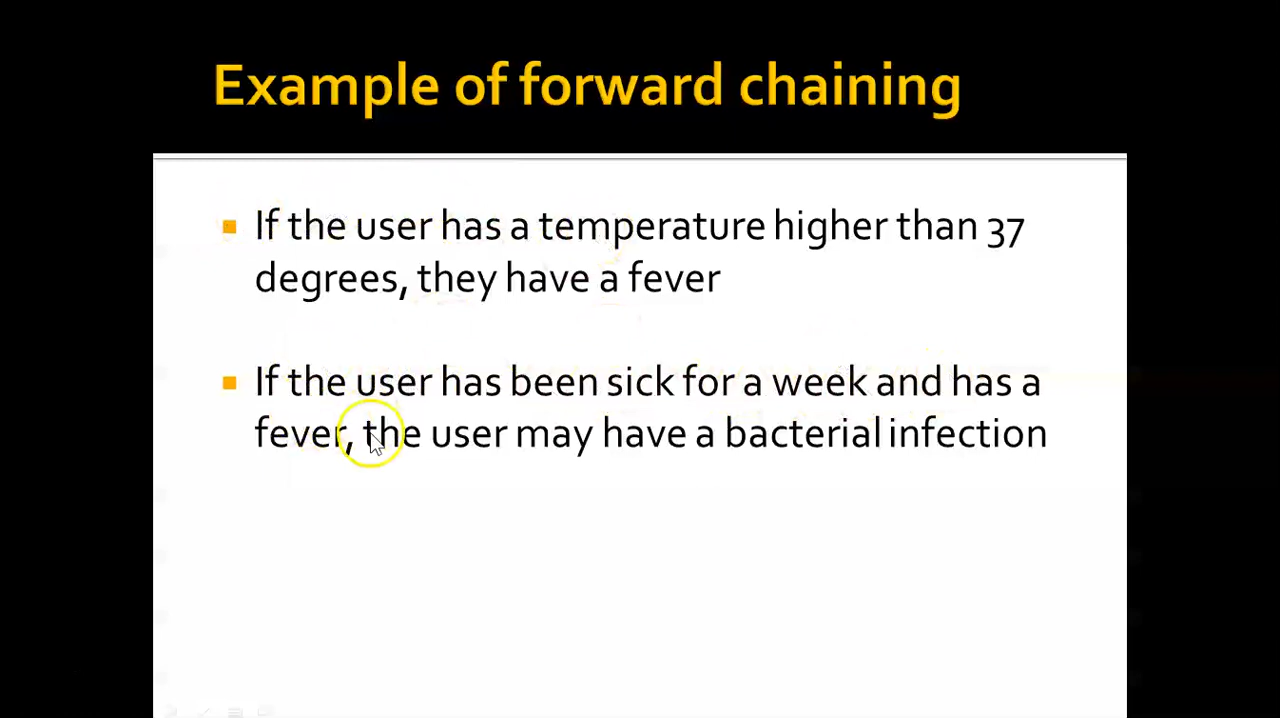 Example of forward chaining
If the user has a temperature higher than 37
degrees, they have a fever
If the user has been sick for a week and has a
fever, the user may have a bacterial infection